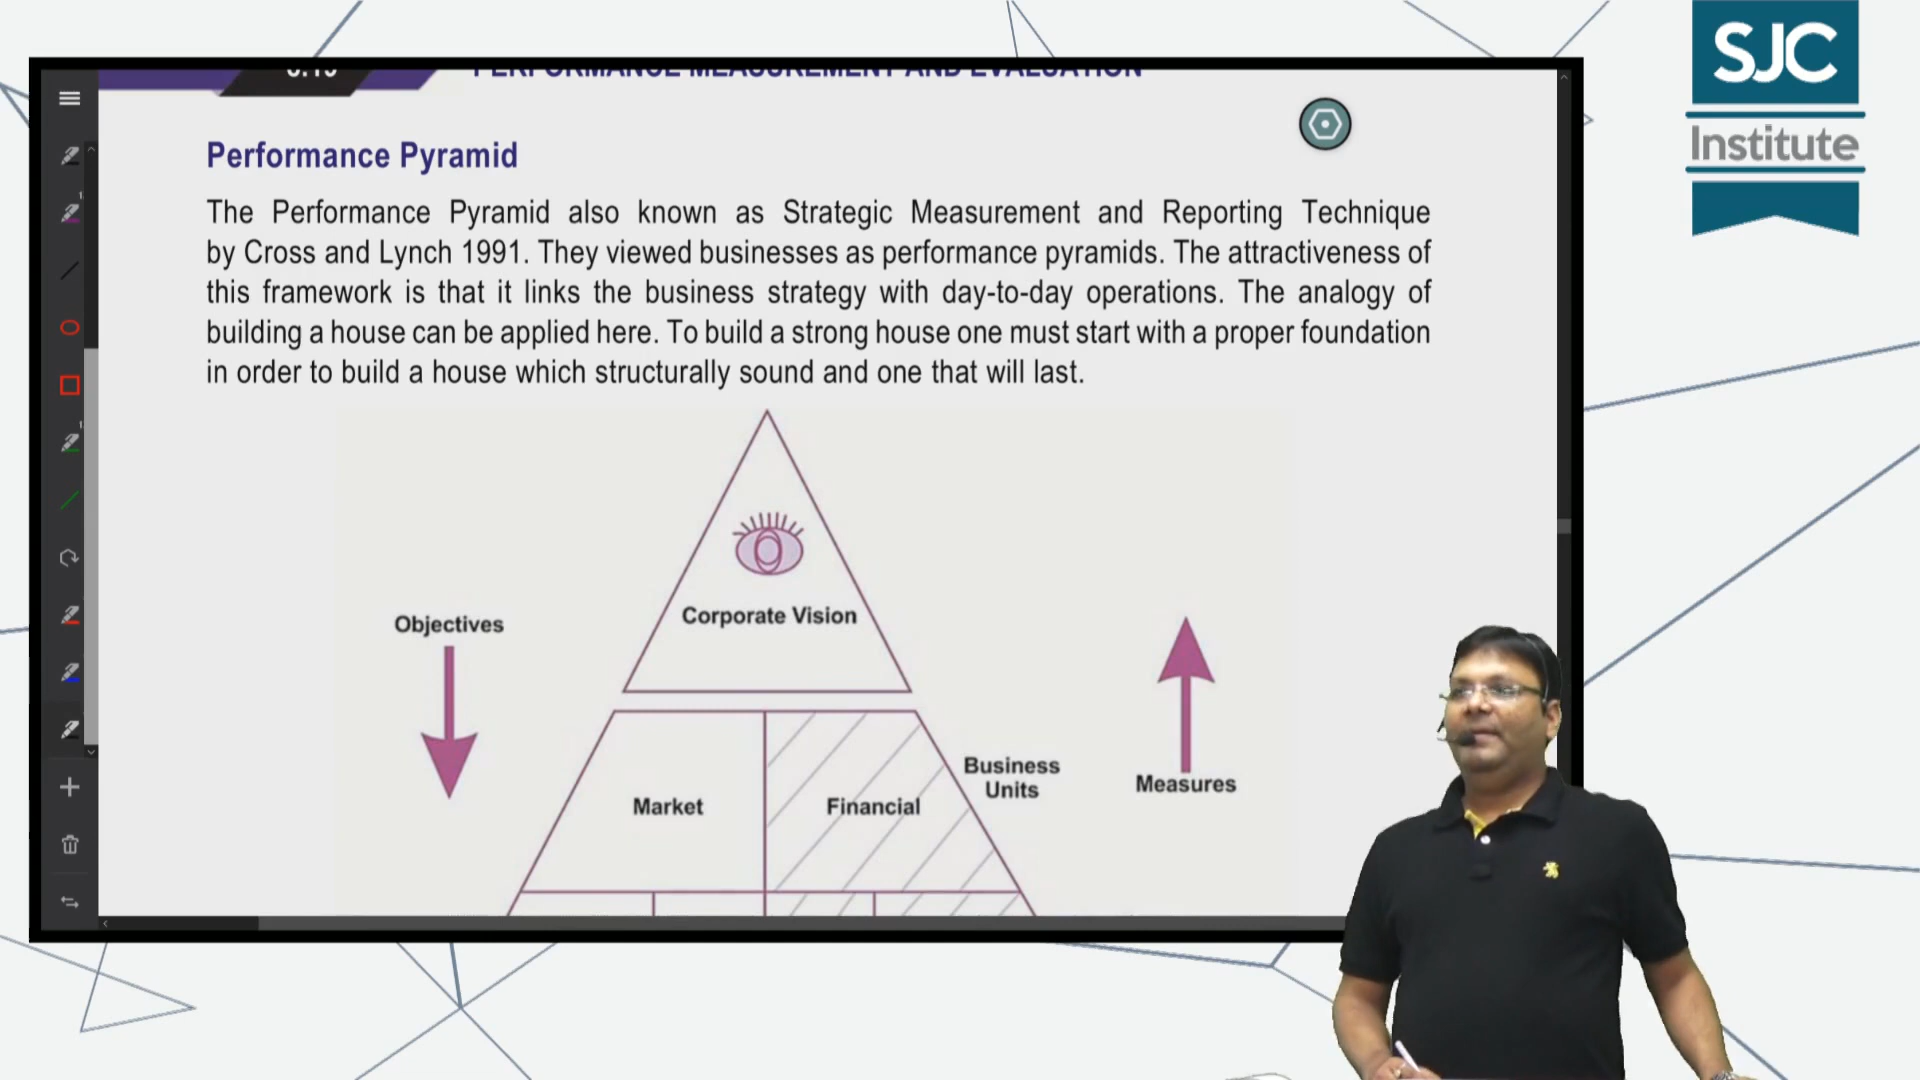 SJC
Institute
PERFORMANCE MEASUREMENT AND EVALUATION
Performance Pyramid
The Performance Pyramid also known as Strategic Measurement and Reporting Technique
by Cross and Lynch 1991. They viewed businesses as performance pyramids. The attractiveness of
this framework is that it links the business strategy with day-to-day operations. The analogy of
building a house can be applied here. To build a strong house one must start with a proper foundation
in order to build a house which structurally sound and one that will last.
Corporate Vision
Objectives
Market
Financial
Business
Units
Measures